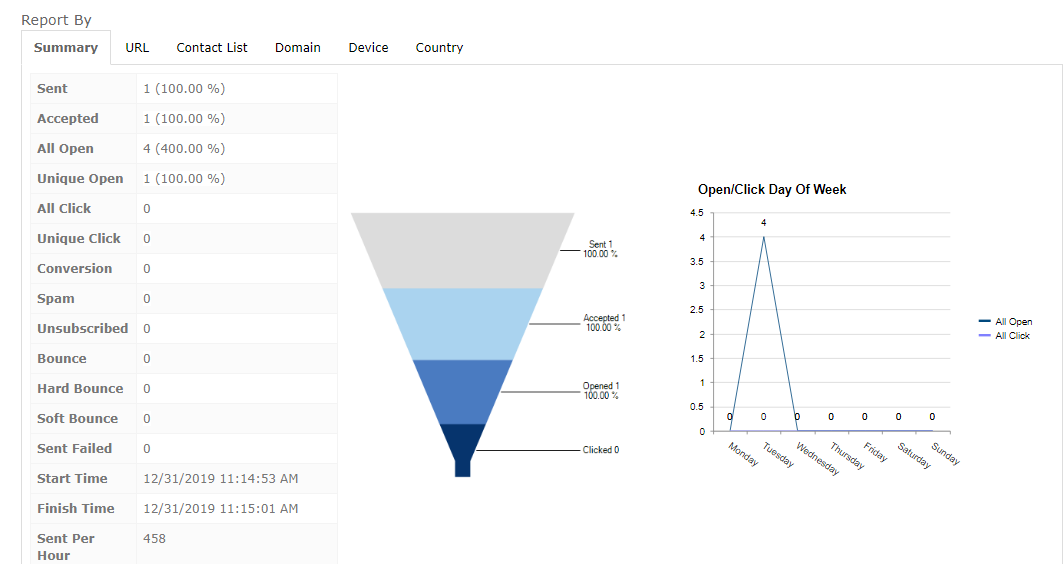 Report By
Summary URL Contact List Domain Device Country
Sent 1 (100.00 %)
Accepted 1 (100.00 %)
All Open 4 (400.00 %)
Unique Open 1 (100.00 %)
All Click 0
Unique Click 0
Conversion 0
Spam 0
Unsubscribed 0
Bounce 0
Hard Bounce 0
Soft Bounce 0
Sent Failed 0
Start Time 12/31/2019 11:14:53 AM
Finish Time 12/31/2019 11:15:01 AM
Sent Per 458
Hour
Sent 1
100.00 %
Accepted 1
100.00 %
Opened 1
100.00 %
Clicked 0
Open/Click Day Of Week
4.5
4
3.5
3
2.5
2
1.5
1
0.5
0
4
0 0 0 0 0 0 0
Monday Tuesday Wednesday Thursday Friday Saturday Sunday
All Open
All Click